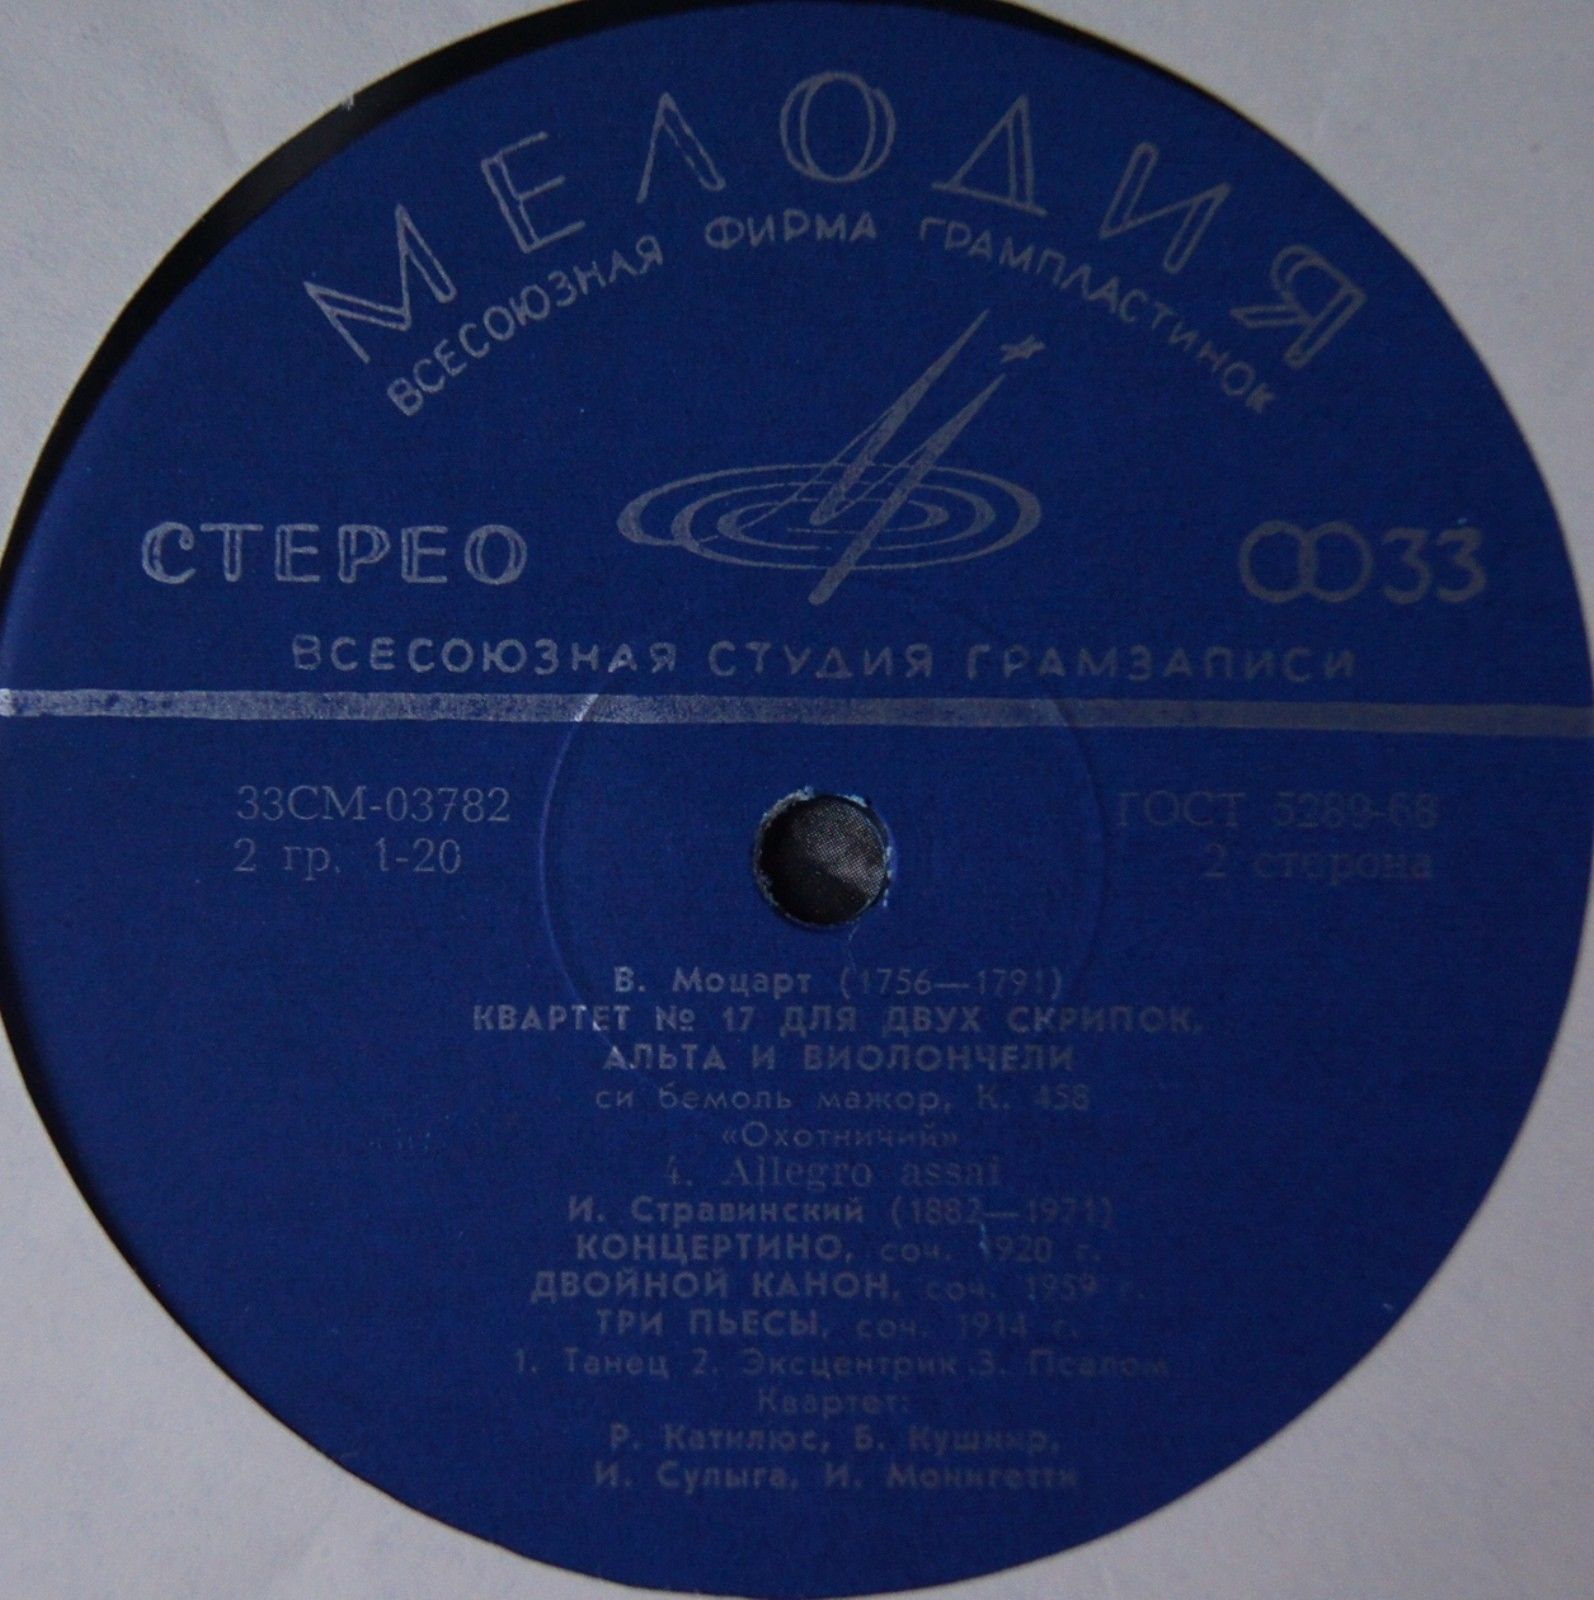 МЕЛОДИЯ
ВСЕСОЮЗНАЯ ФИРМА ГРАМПЛАСТИНОК
СТЕРЕО
33
ВСЕСОЮЗНАЯ СТУДИЯ ГРАМЗАПИСИ
33СМ-03782
2 гр. 1-20
ГОСТ 5289-68
2 сторона
В. Моцарт (1756—1791)
КВАРТЕТ № 17 ДЛЯ ДВУХ СКРИПОК,
АЛЬТА И ВИОЛОНЧЕЛИ
си бемоль мажор, К. 458
«Охотничий»
4. Allegro assai
И. Стравинский (1882—1971)
КОНЦЕРТИНО, соч. 1920 г.
ДВОЙНОЙ КАНОН, соч. 1959 г.
ТРИ ПЬЕСЫ, соч. 1914 г.
1. Танец 2. Эксцентрик 3. Псалом
Квартет:
Р. Катилюс, Б. Кушнир,
И. Сулыга, И. Монигетти